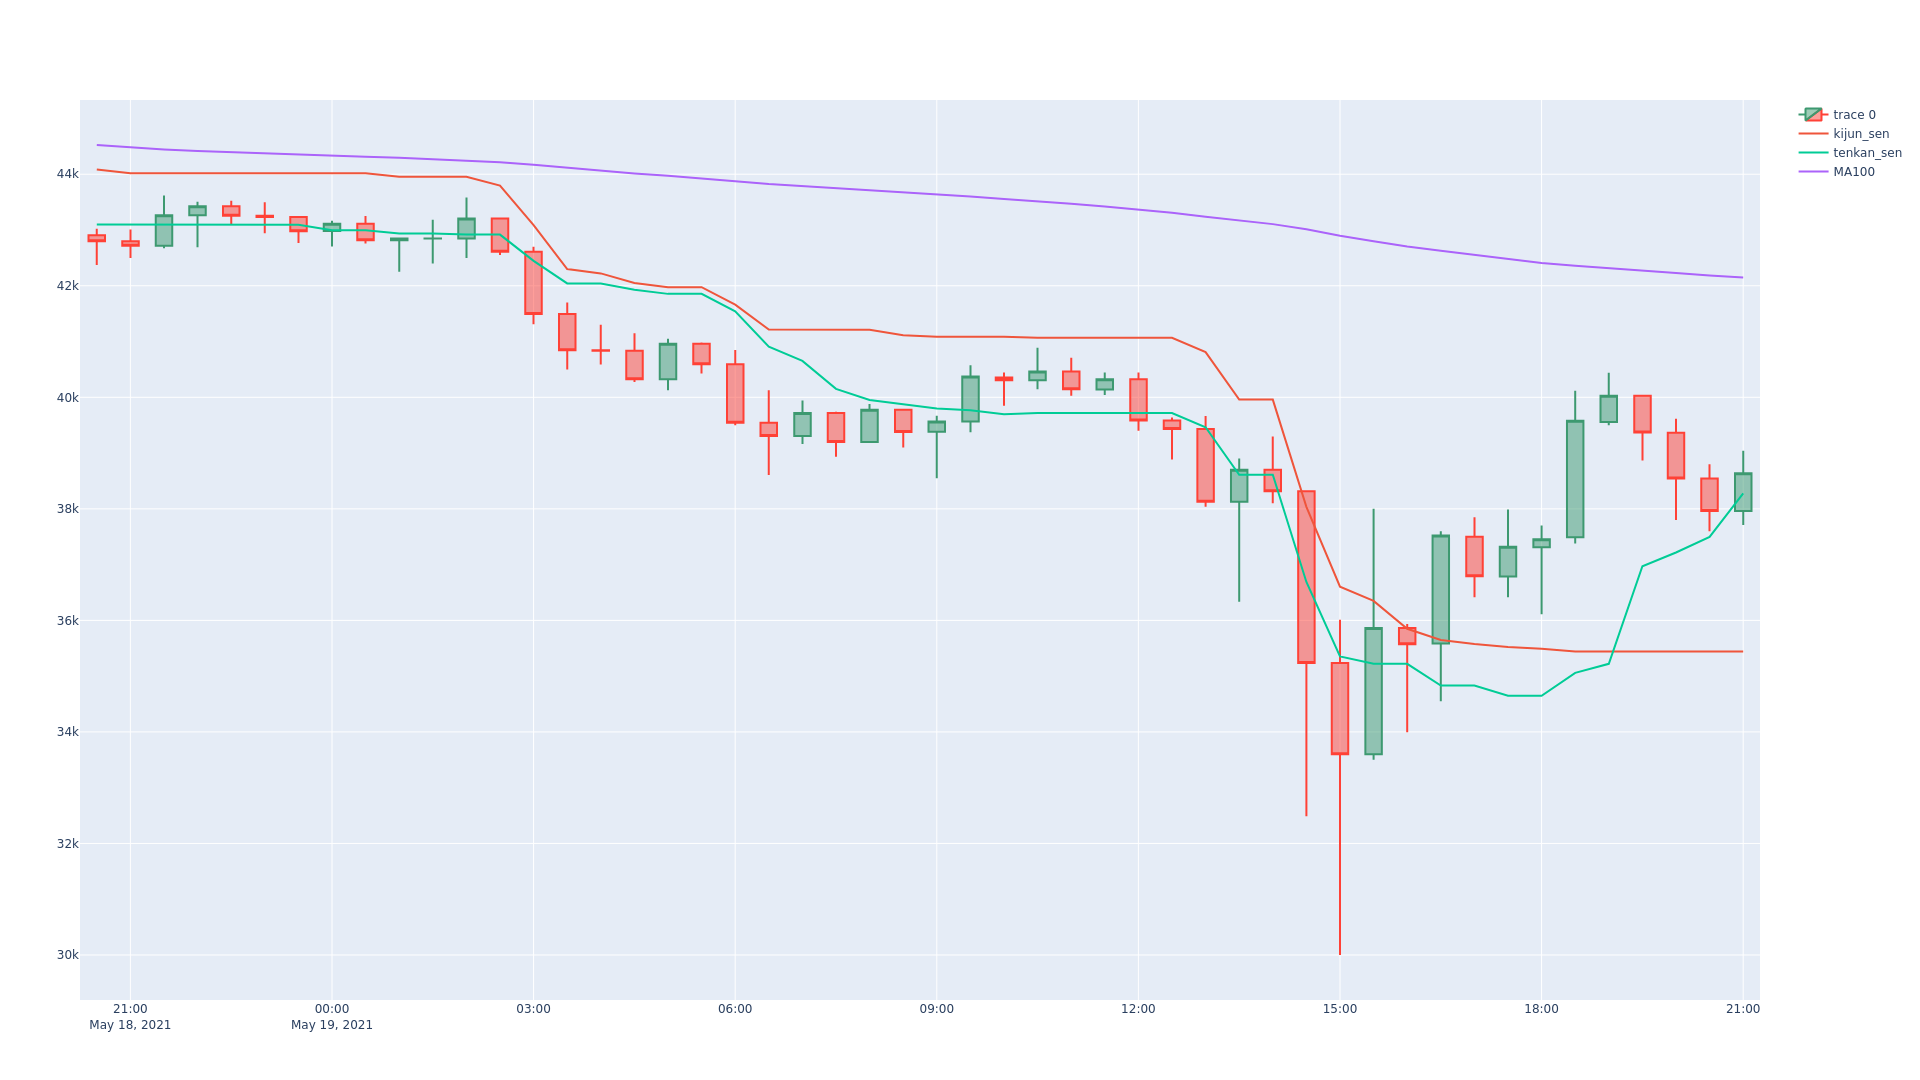 trace 0
kijun_sen
tenkan_sen
MA100
44k
42k
40k
38k
36k
34k
32k
30k
21:00 00:00 03:00 06:00 09:00 12:00 15:00 18:00 21:00
May 18, 2021 May 19, 2021